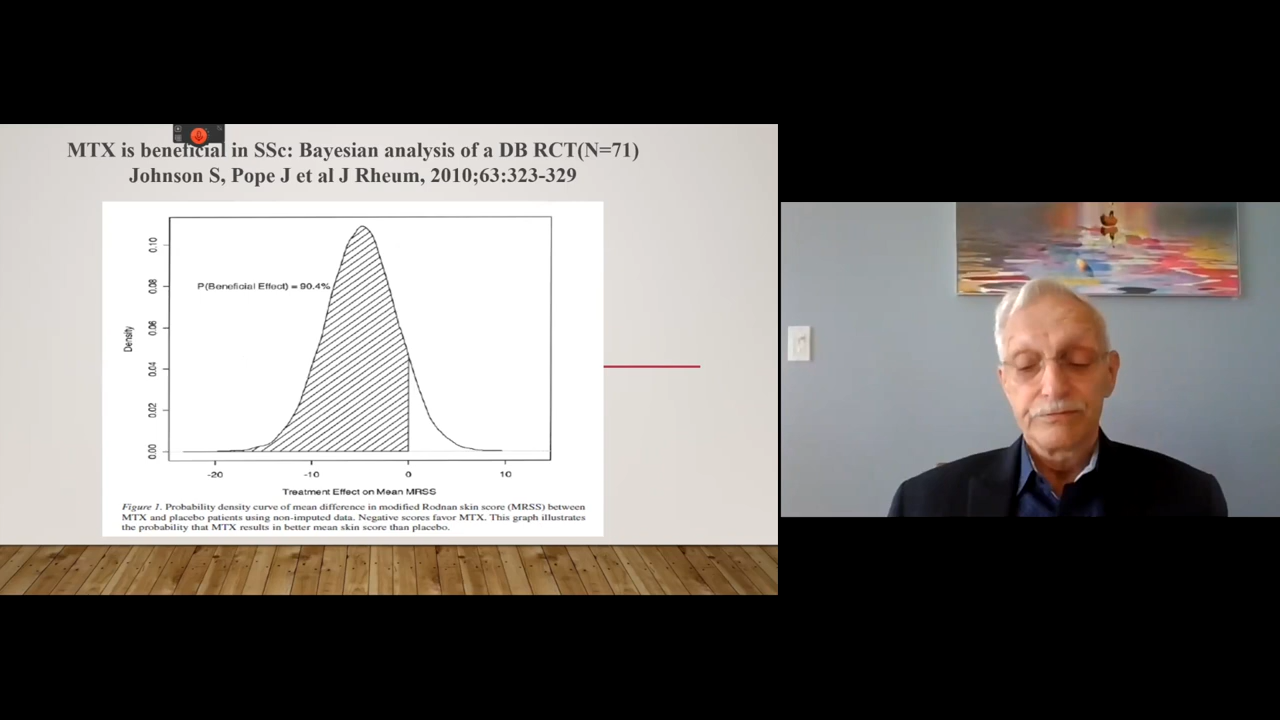 MTX is beneficial in SSc: Bayesian analysis of a DB RCT(N=71)
Johnson S, Pope J et al J Rheum, 2010;63:323-329
0.10
0.08
0.06
0.04
0.02
0.00
Density
P(Beneficial Effect) = 90.4%
-20
-10
0
10
Treatment Effect on Mean MRSS
Figure 1. Probability density curve of mean difference in modified Rodnan skin score (MRSS) between
MTX and placebo patients using non-imputed data. Negative scores favor MTX. This graph illustrates
the probability that MTX results in better mean skin score than placebo.